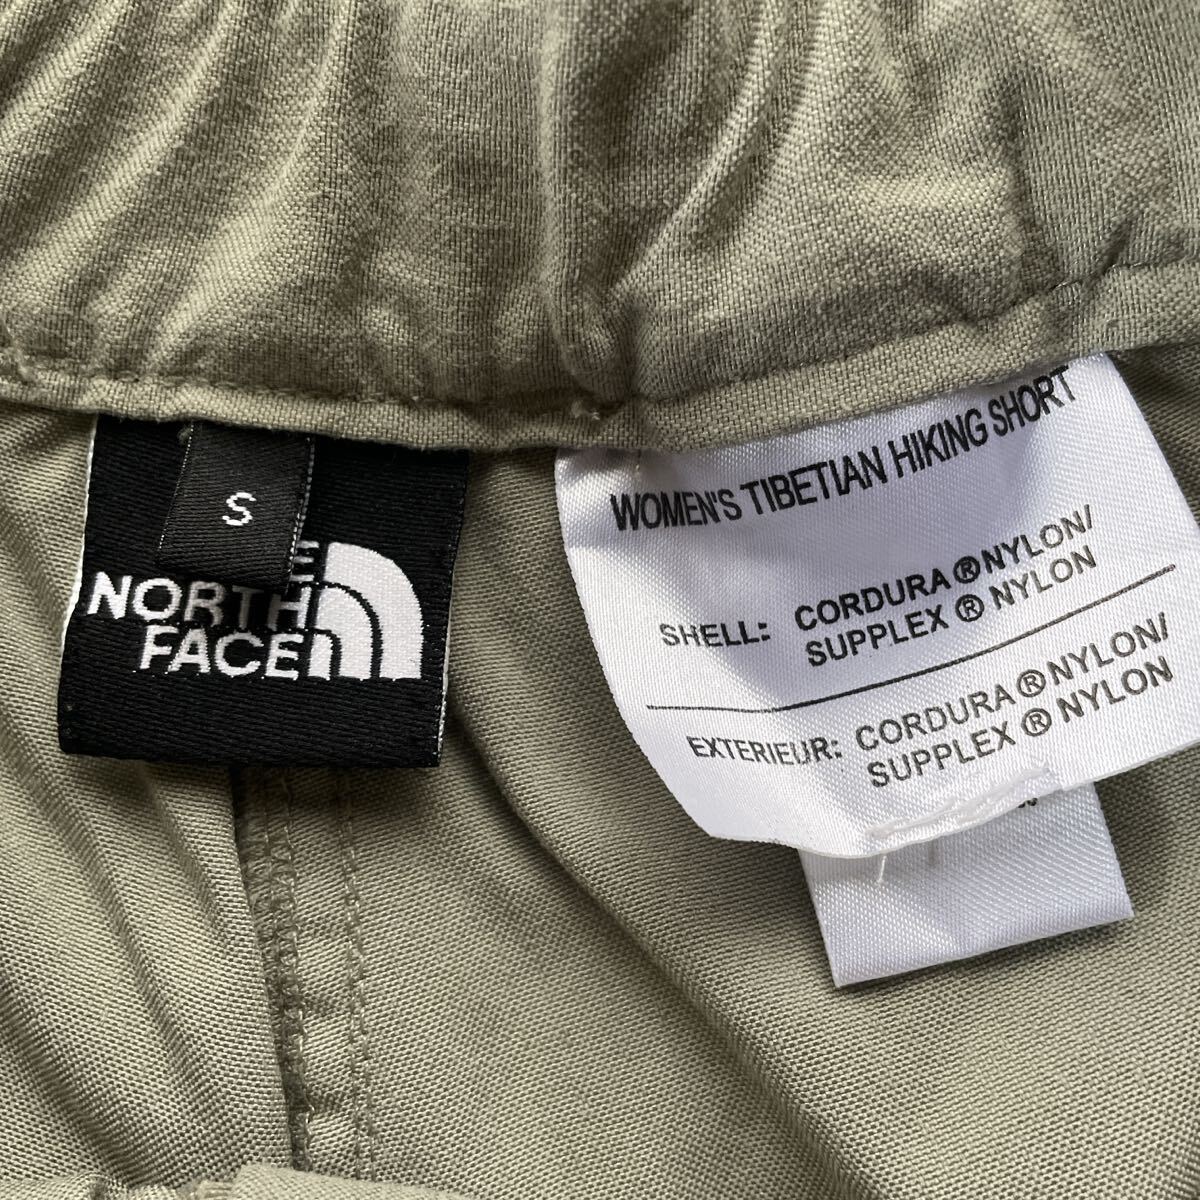 S
E
NORTH
FACE
WOMEN'S TIBETIAN HIKING SHORT
SHELL: CORDURA ® NYLON/
SUPPLEX ® NYLON
EXTERIEUR: CORDURA ® NYLON/
SUPPLEX ® NYLON